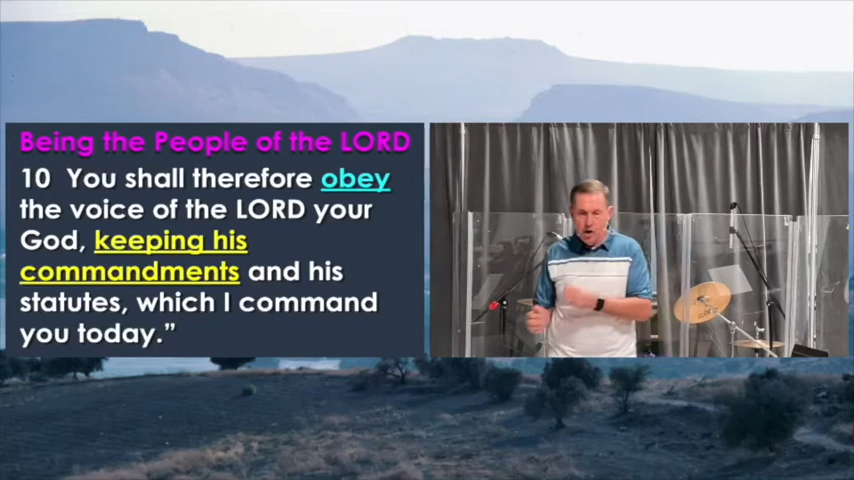 Being the People of the LORD
10 You shall therefore obey
the voice of the LORD your
God, keeping his
commandments and his
statutes, which I command
you today.”